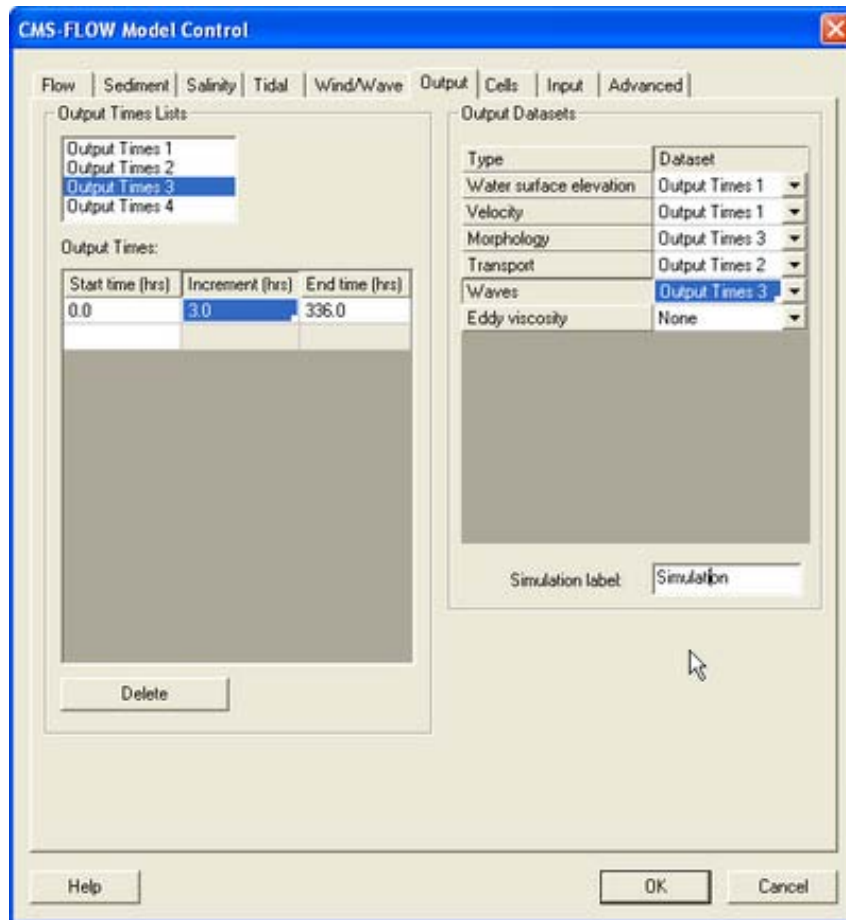 CMS-FLOW Model Control
Flow Sediment Salinity Tidal Wind/Wave Output Cells Input Advanced
Output Times Lists
Output Times 1
Output Times 2
Output Times 3
Output Times 4
Output Times:
Start time (hrs) Increment (hrs) End time (hrs)
0.0 3.0 336.0
Delete
Output Datasets
Type Dataset
Water surface elevation Output Times 1
Velocity Output Times 1
Morphology Output Times 3
Transport Output Times 2
Waves Output Times 3
Eddy viscosity None
Simulation label: Simulation
Help OK Cancel